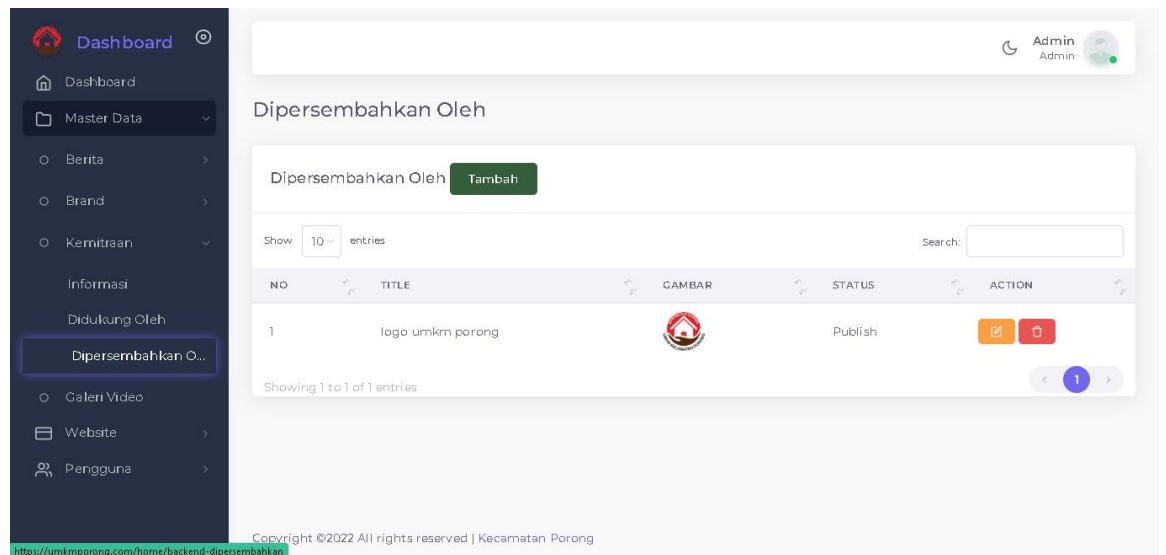 Dashboard
Admin
Admin
Dashboard
Master Data
Berita
Brand
Kemitraan
Informasi
Didukung Oleh
Dipersembahkan O...
Galeri Video
Website
Pengguna
Dipersembahkan Oleh
Dipersembahkan Oleh Tambah
Show 10 entries Search:
NO TITLE GAMBAR STATUS ACTION
1 logo umkm porong Publish
Showing 1 to 1 of 1 entries
1
Copyright ©2022 All rights reserved | Kecamatan Porong
https://umkmporong.com/home/backend-dipersembahkan